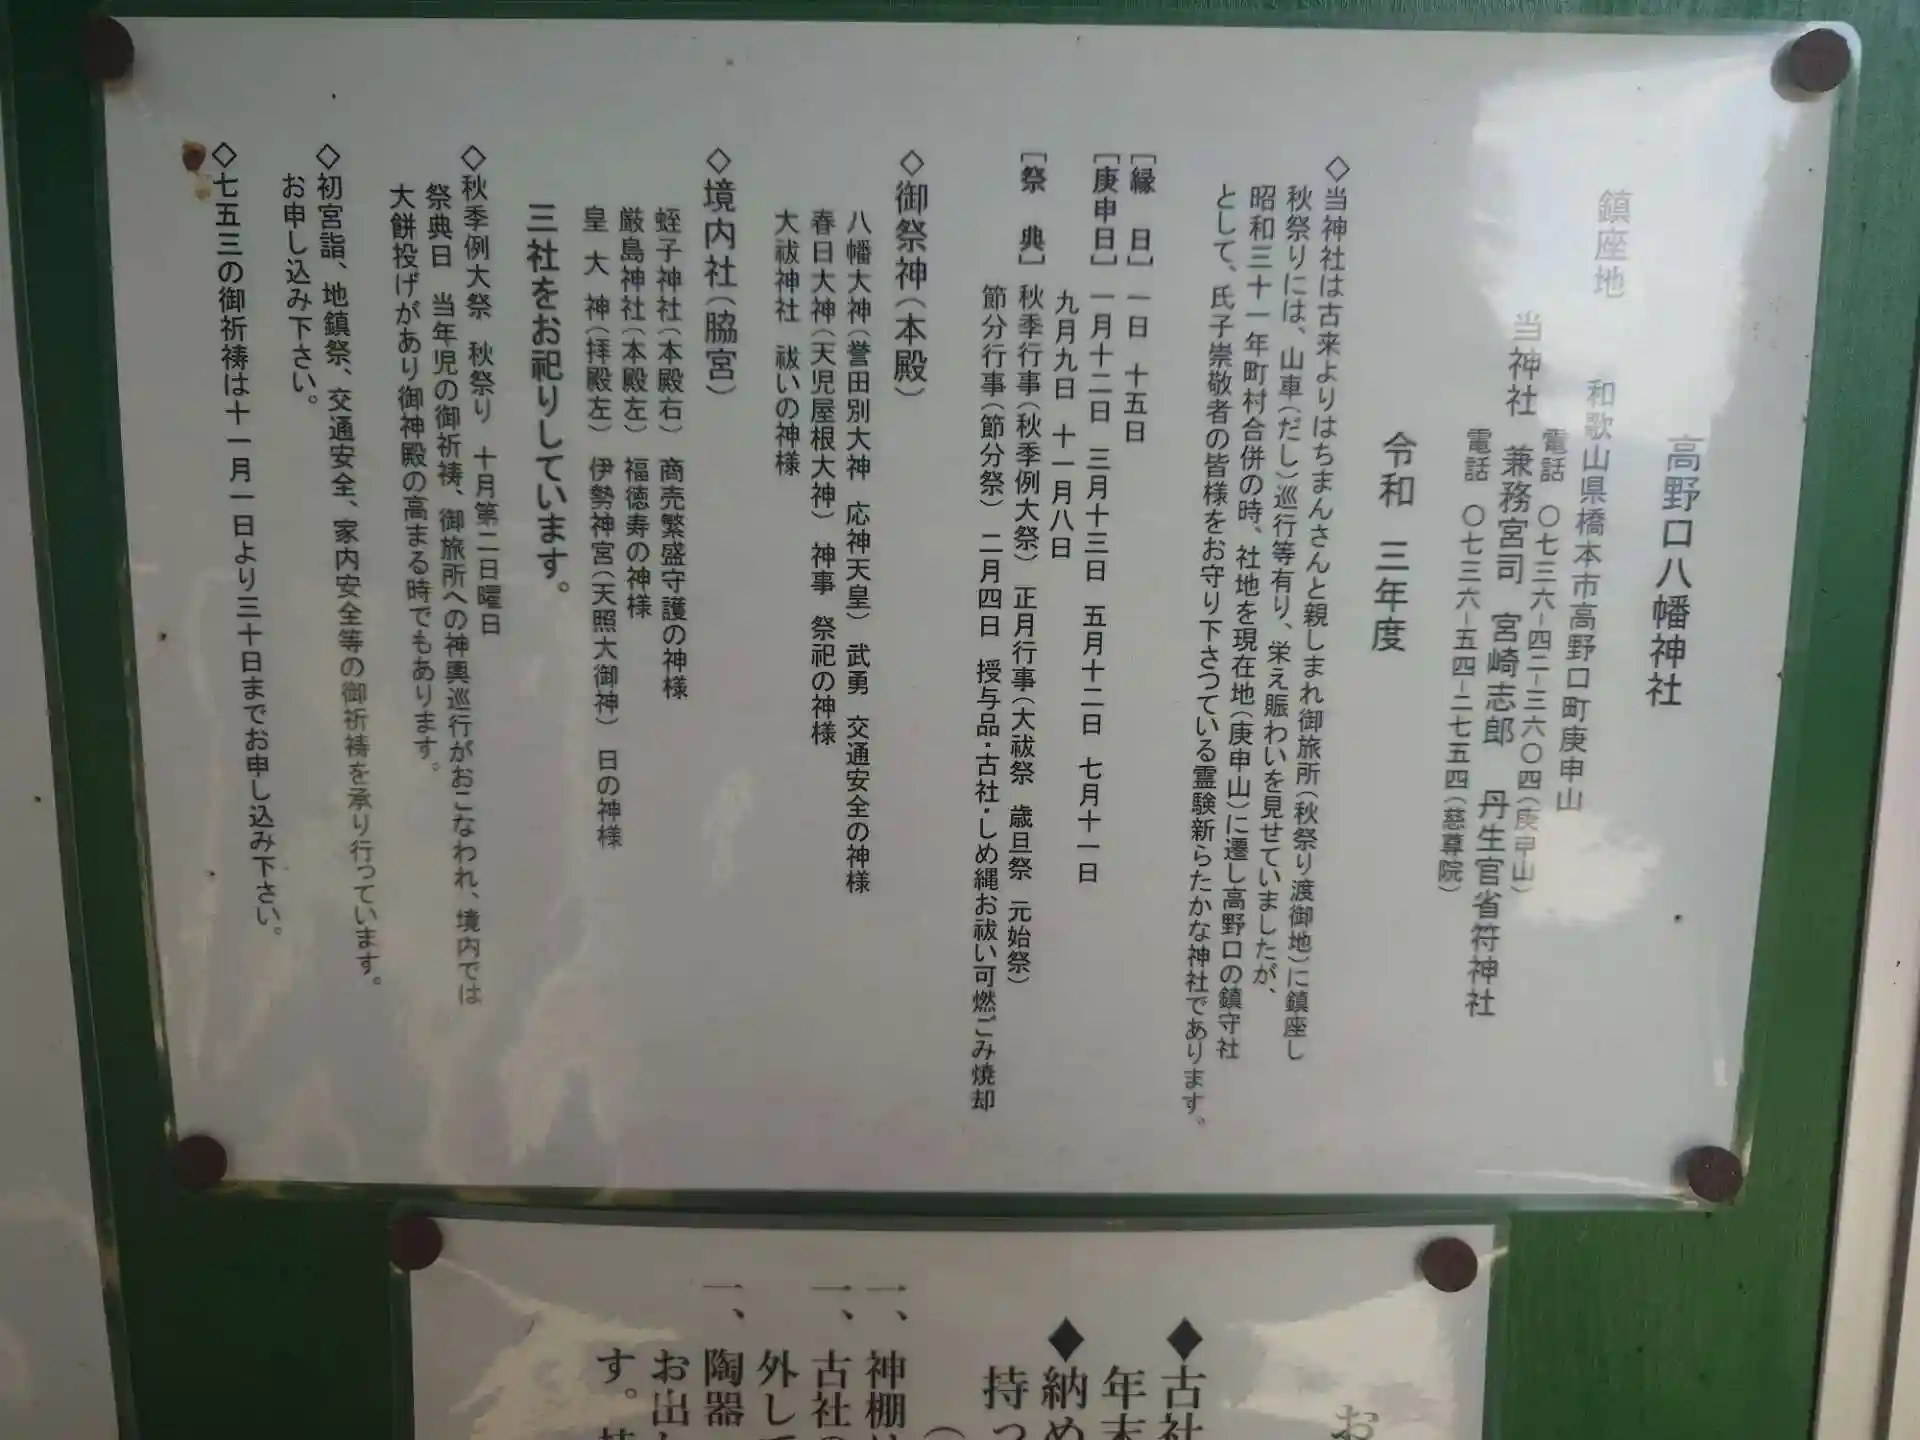 高野口八幡神社
鎮座地　和歌山県橋本市高野口町庚申山
電話　〇七三六－四二－三六〇四（庚申山）
当神社　兼務宮司　宮崎志郎　丹生官省符神社
電話　〇七三六－五四－二七五四（慈尊院）
令和　三年度
◇当神社は古来よりはちまんさんと親しまれ御旅所（秋祭り渡御地）に鎮座し
秋祭りには、山車（だし）巡行等有り、栄え賑わいを見せていましたが、
昭和三十一年町村合併の時、社地を現在地（庚申山）に遷し高野口の鎮守社
として、氏子崇敬者の皆様をお守り下さつている霊験新らたかな神社であります。
［縁　日］一日　十五日
［庚申日］一月十二日　三月十三日　五月十二日　七月十一日
九月九日　十一月八日
［祭　典］秋季行事（秋季例大祭）　正月行事（大祓祭　歳旦祭　元始祭）
節分行事（節分祭）　二月四日　授与品・古社・しめ縄お祓い可燃ごみ焼却
◇御祭神（本殿）
八幡大神（誉田別大神　応神天皇）　武勇　交通安全の神様
春日大神（天児屋根大神）　神事　祭祀の神様
大祓神社　祓いの神様
◇境内社（脇宮）
蛭子神社（本殿右）　商売繁盛守護の神様
厳島神社（本殿左）　福徳寿の神様
皇　大　神（拝殿左）　伊勢神宮（天照大御神）　日の神様
三社をお祀りしています。
◇秋季例大祭　秋祭り　十月第二日曜日
祭典日　当年児の御祈祷、御旅所への神輿巡行がおこなわれ、境内では
大餅投げがあり御神殿の高まる時でもあります。
◇初宮詣、地鎮祭、交通安全、家内安全等の御祈祷を承り行っています。
お申し込み下さい。
◇七五三の御祈祷は十一月一日より三十日までお申し込み下さい。
お
◆古社
年末
◆納め
持つ
一、神棚
一、古社の
外して
一、陶器
お出し
す。